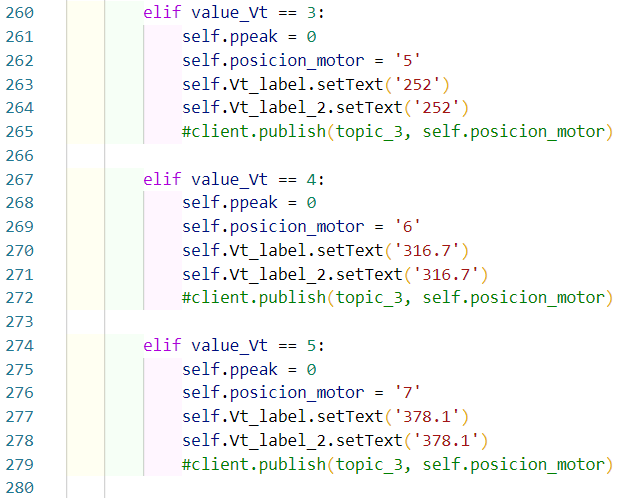 260 elif value_Vt == 3:
261 self.ppeak = 0
262 self.posicion_motor = '5'
263 self.Vt_label.setText('252')
264 self.Vt_label_2.setText('252')
265 #client.publish(topic_3, self.posicion_motor)
266
267 elif value_Vt == 4:
268 self.ppeak = 0
269 self.posicion_motor = '6'
270 self.Vt_label.setText('316.7')
271 self.Vt_label_2.setText('316.7')
272 #client.publish(topic_3, self.posicion_motor)
273
274 elif value_Vt == 5:
275 self.ppeak = 0
276 self.posicion_motor = '7'
277 self.Vt_label.setText('378.1')
278 self.Vt_label_2.setText('378.1')
279 #client.publish(topic_3, self.posicion_motor)
280